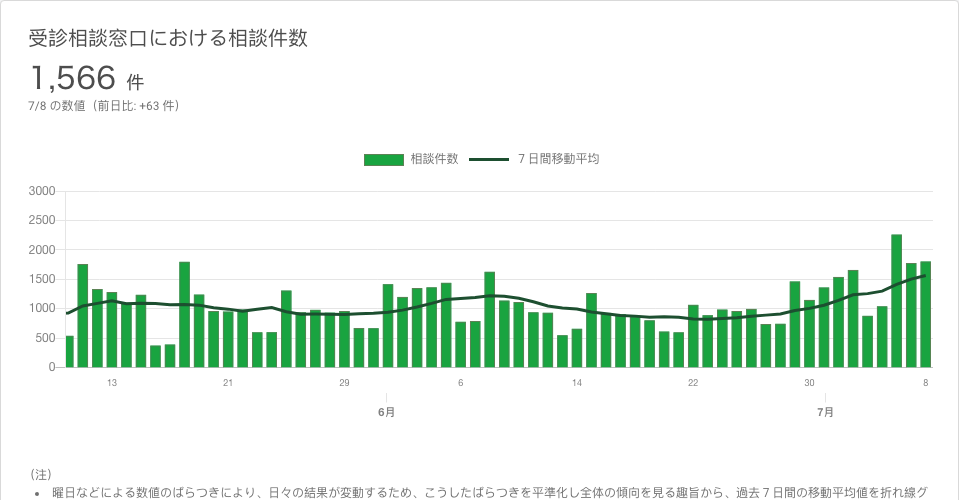 受診相談窓口における相談件数
1,566 件
7/8 の数値（前日比: +63 件）
相談件数 7 日間移動平均
3000
2500
2000
1500
1000
500
0
13 21 29 6 14 22 30 8
6月 7月
（注）
• 曜日などによる数値のばらつきにより、日々の結果が変動するため、こうしたばらつきを平準化し全体の傾向を見る趣旨から、過去 7 日間の移動平均値を折れ線グ